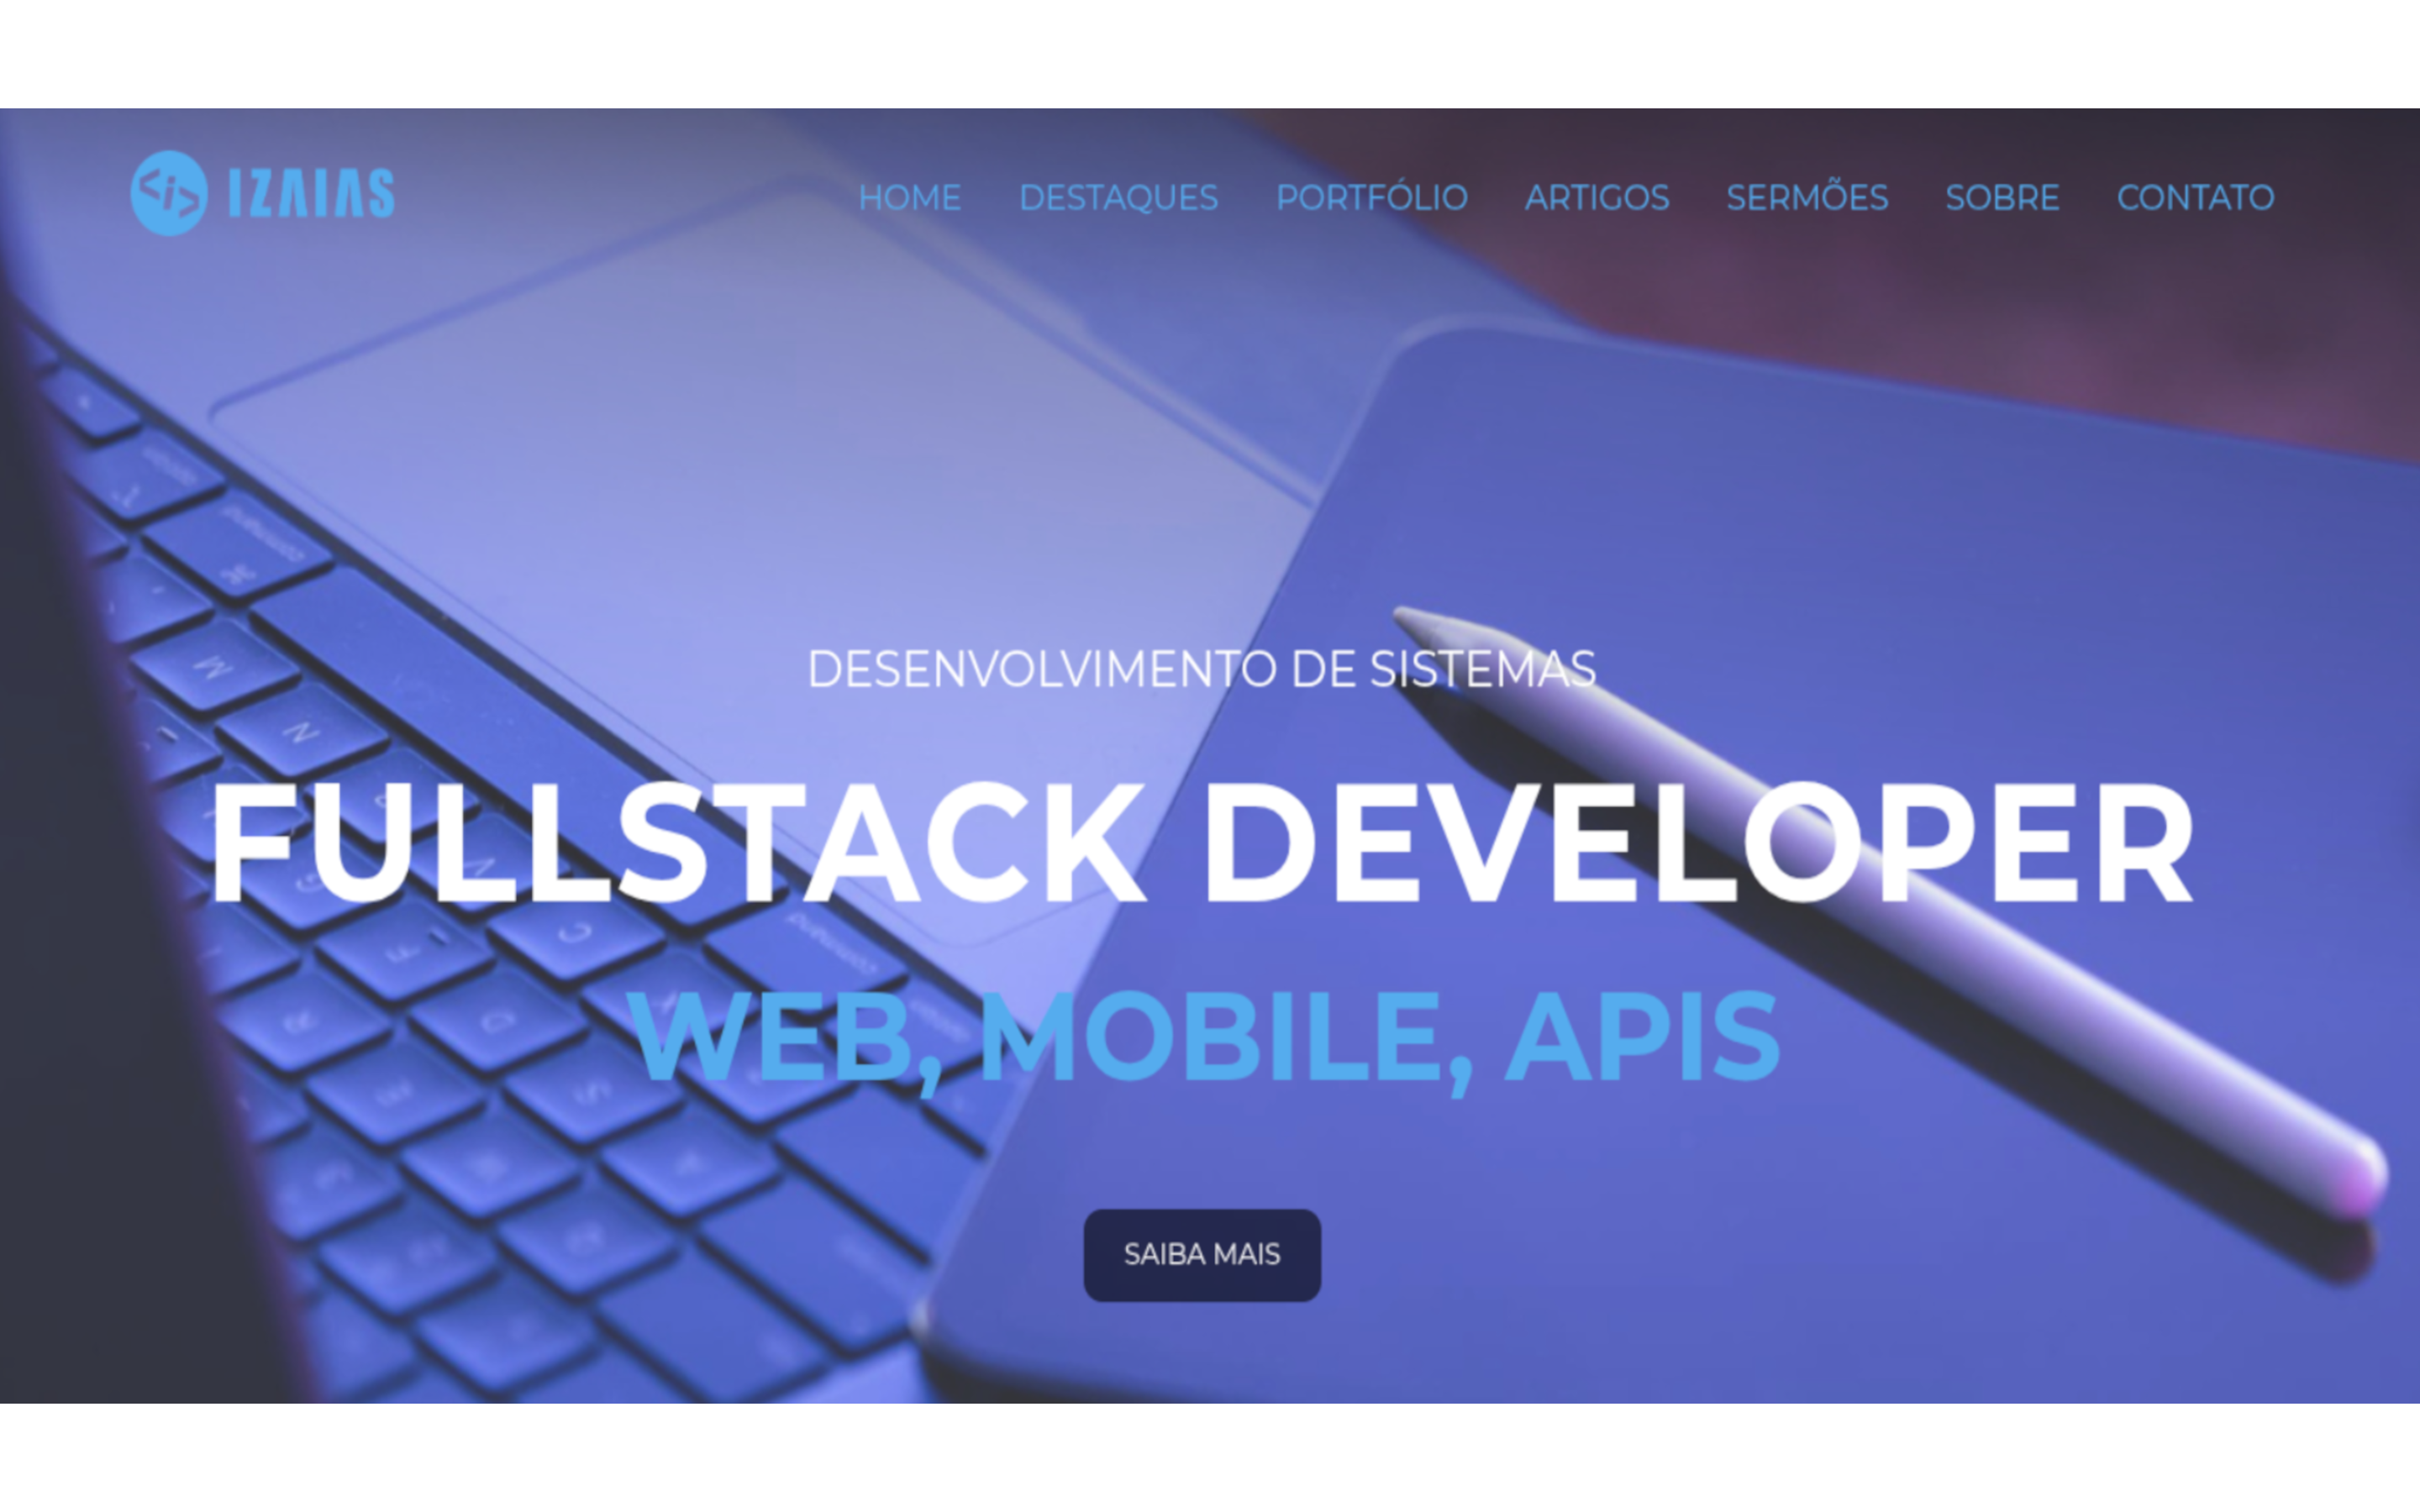 <i> IZAIAS
HOME DESTAQUES PORTFÓLIO ARTIGOS SERMÕES SOBRE CONTATO
DESENVOLVIMENTO DE SISTEMAS
FULLSTACK DEVELOPER
WEB, MOBILE, APIS
SAIBA MAIS